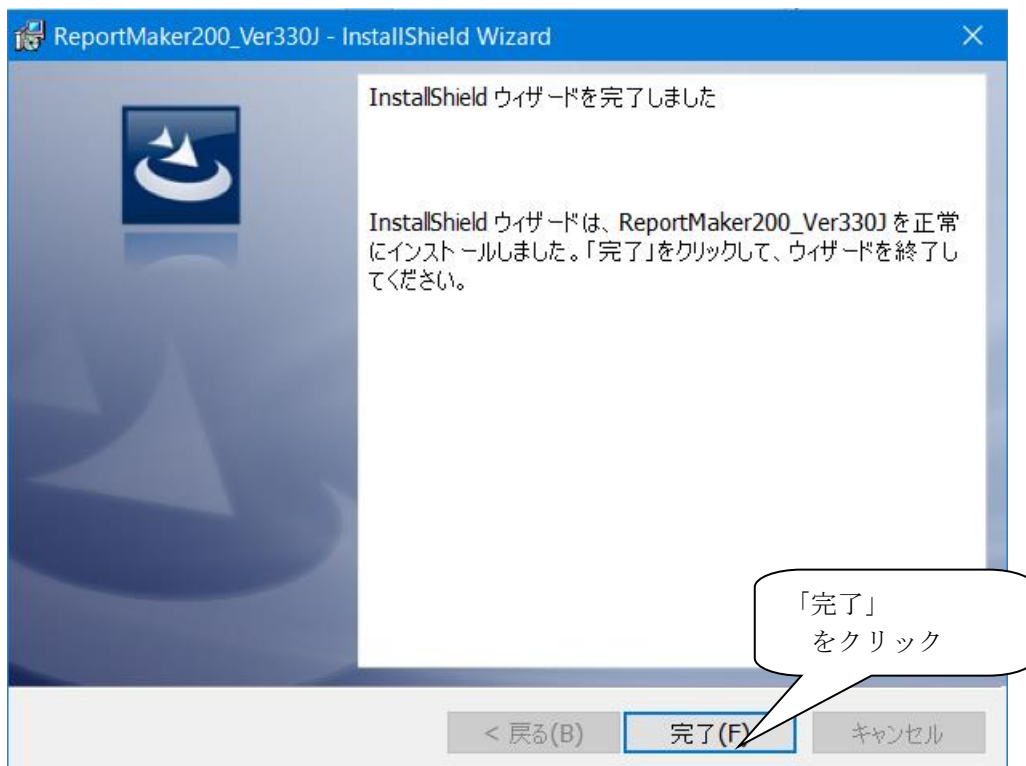 ReportMaker200_Ver330J - InstallShield Wizard
InstallShield ウィザードを完了しました
InstallShield ウィザードは、ReportMaker200_Ver330J を正常
にインストールしました。「完了」をクリックして、ウィザードを終了し
てください。
「完了」
をクリック
< 戻る(B)
完了(F)
キャンセル